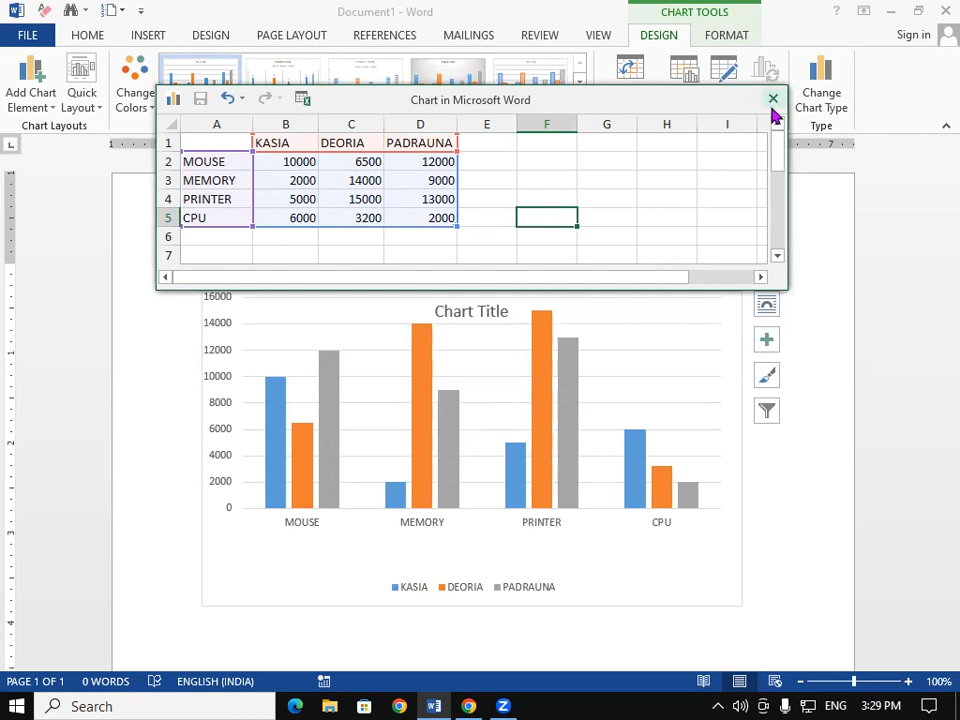 Document1 - Word
CHART TOOLS
FILE HOME INSERT DESIGN PAGE LAYOUT REFERENCES MAILINGS REVIEW VIEW DESIGN FORMAT Sign in
Add Chart Element
Quick Layout
Change Colors
Change Chart Type
Chart Layouts
Type
Chart in Microsoft Word
A B C D E F G H I
1 KASIA DEORIA PADRAUNA
2 MOUSE 10000 6500 12000
3 MEMORY 2000 14000 9000
4 PRINTER 5000 15000 13000
5 CPU 6000 3200 2000
6
7
Chart Title
16000
14000
12000
10000
8000
6000
4000
2000
0
MOUSE MEMORY PRINTER CPU
KASIA DEORIA PADRAUNA
PAGE 1 OF 1 0 WORDS ENGLISH (INDIA) 100%
Search ENG 3:29 PM